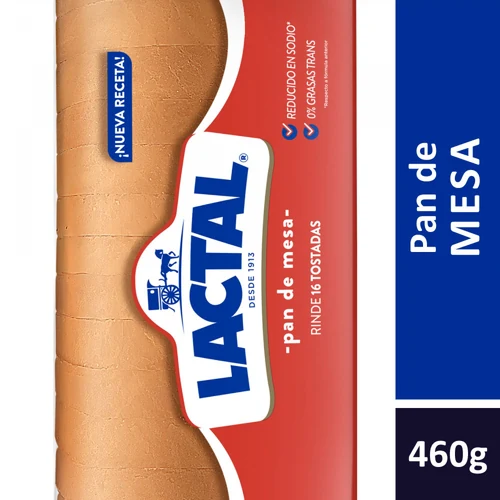 ¡NUEVA RECETA!
LACTAL®
DESDE 1913
-pan de mesa-
RINDE 16 TOSTADAS
REDUCIDO EN SODIO*
0% GRASAS TRANS
*Respecto a fórmula anterior
Pan de
MESA
460g